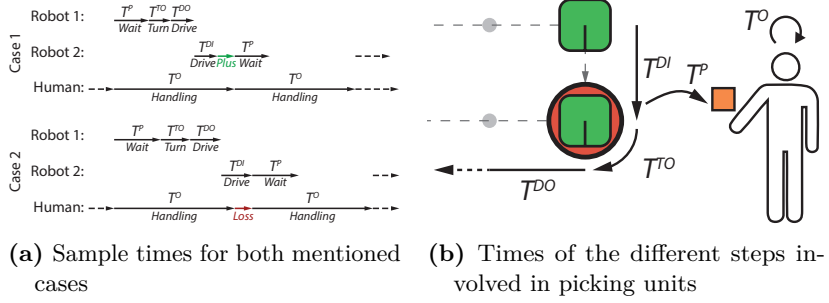 Case 1
Robot 1:
T^P T^TO T^DO
Wait Turn Drive
Robot 2:
T^DI T^P
Drive Plus Wait
Human:
T^O T^O
Handling Handling
Case 2
Robot 1:
T^P T^TO T^DO
Wait Turn Drive
Robot 2:
T^DI T^P
Drive Wait
Human:
T^O T^O
Handling Loss Handling
(a) Sample times for both mentioned
cases
T^O
T^DI
T^P
T^TO
T^DO
(b) Times of the different steps in-
volved in picking units